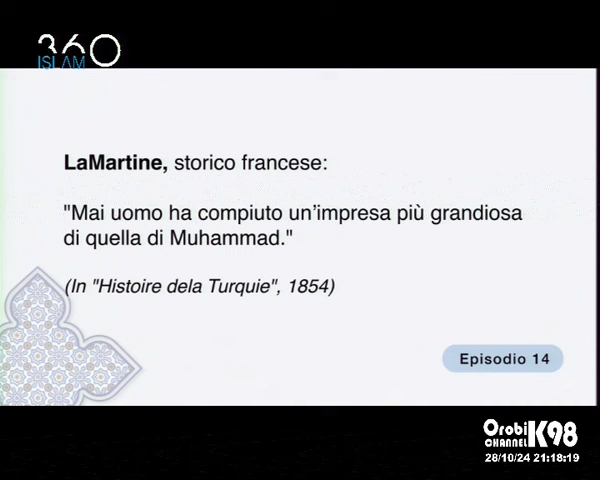 360
ISLAM
LaMartine, storico francese:
"Mai uomo ha compiuto un'impresa più grandiosa
di quella di Muhammad."
(In "Histoire dela Turquie", 1854)
Episodio 14
Orobi
CHANNEL K98
28/10/24 21:18:19